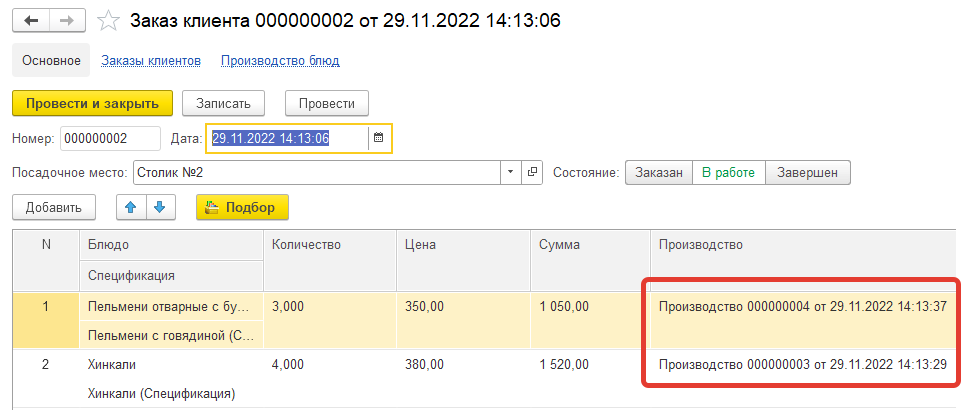 Заказ клиента 000000002 от 29.11.2022 14:13:06
Основное Заказы клиентов Производство блюд
Провести и закрыть Записать Провести
Номер: 000000002 Дата: 29.11.2022 14:13:06
Посадочное место: Столик №2 Состояние: Заказан В работе Завершен
Добавить Подбор
N Блюдо Количество Цена Сумма Производство
Спецификация
1 Пельмени отварные с бу... 3,000 350,00 1 050,00 Производство 000000004 от 29.11.2022 14:13:37
Пельмени с говядиной (С...
2 Хинкали 4,000 380,00 1 520,00 Производство 000000003 от 29.11.2022 14:13:29
Хинкали (Спецификация)